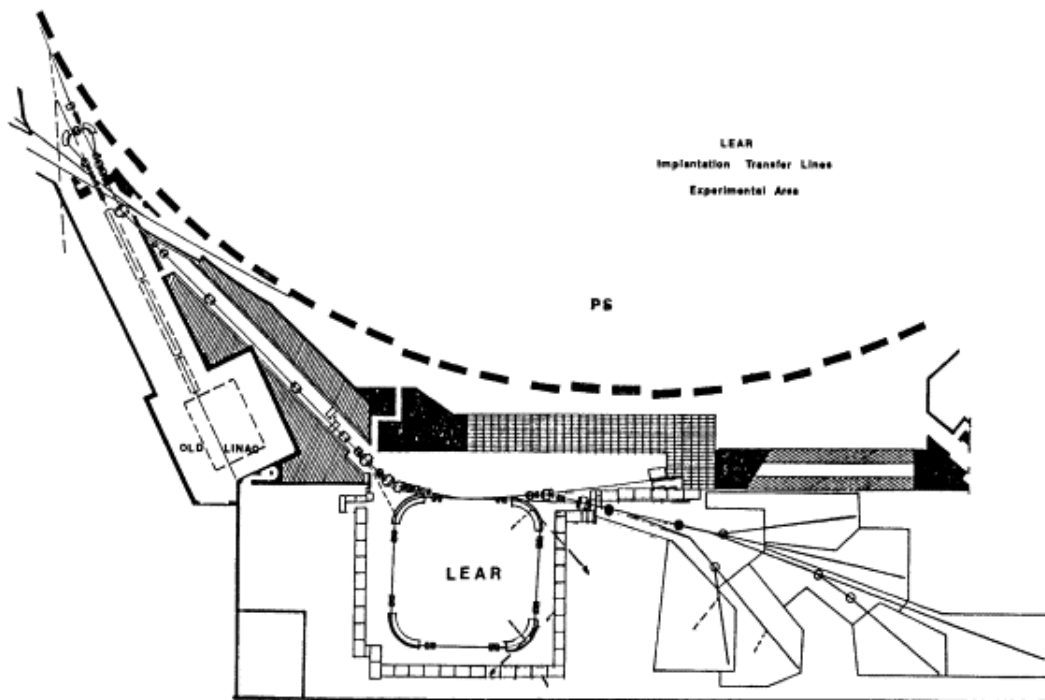 LEAR
Implantation Transfer Lines
Experimental Area
PS
OLD LINAC
LEAR